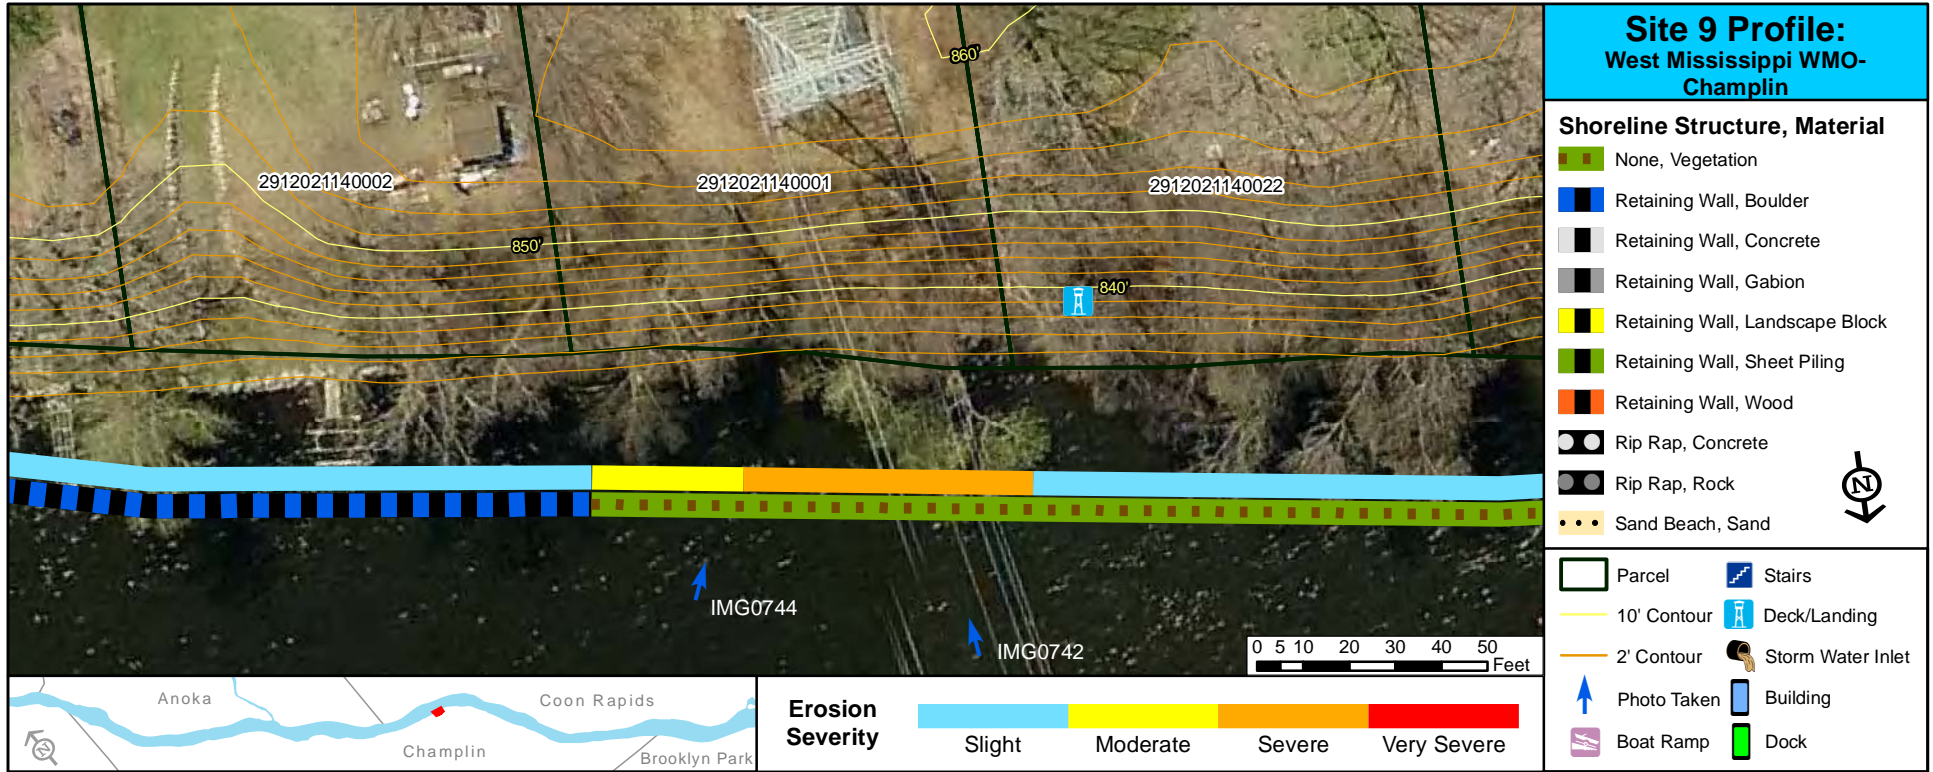 Site 9 Profile:
West Mississippi WMO-
Champlin
Shoreline Structure, Material
None, Vegetation
Retaining Wall, Boulder
Retaining Wall, Concrete
Retaining Wall, Gabion
Retaining Wall, Landscape Block
Retaining Wall, Sheet Piling
Retaining Wall, Wood
Rip Rap, Concrete
Rip Rap, Rock
Sand Beach, Sand
N
Parcel
Stairs
10' Contour
Deck/Landing
2' Contour
Storm Water Inlet
Photo Taken
Building
Boat Ramp
Dock
860'
2912021140002
2912021140001
2912021140022
850'
840'
IMG0744
IMG0742
0 5 10 20 30 40 50
Feet
Anoka
Coon Rapids
Champlin
Brooklyn Park
N
Erosion
Severity
Slight
Moderate
Severe
Very Severe